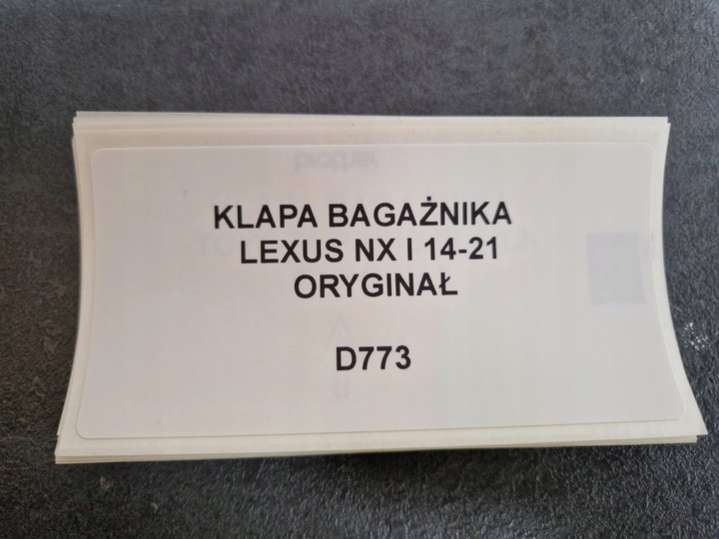 KLAPA BAGAŻNIKA
LEXUS NX I 14-21
ORYGINAŁ
D773